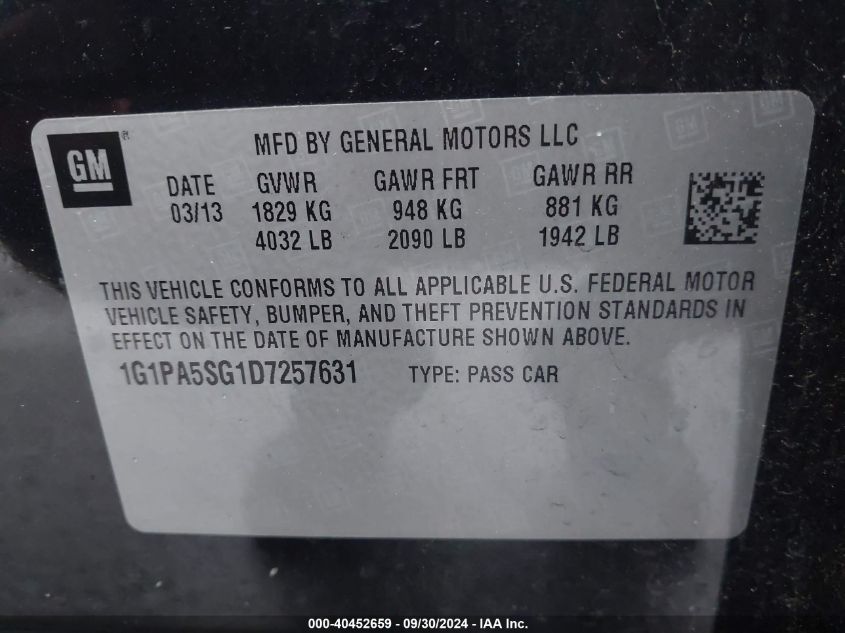 GM
MFD BY GENERAL MOTORS LLC
DATE GVWR GAWR FRT GAWR RR
03/13 1829 KG 948 KG 881 KG
4032 LB 2090 LB 1942 LB
THIS VEHICLE CONFORMS TO ALL APPLICABLE U.S. FEDERAL MOTOR
VEHICLE SAFETY, BUMPER, AND THEFT PREVENTION STANDARDS IN
EFFECT ON THE DATE OF MANUFACTURE SHOWN ABOVE.
1G1PA5SG1D7257631 TYPE: PASS CAR
000-40452659 - 09/30/2024 - IAA Inc.